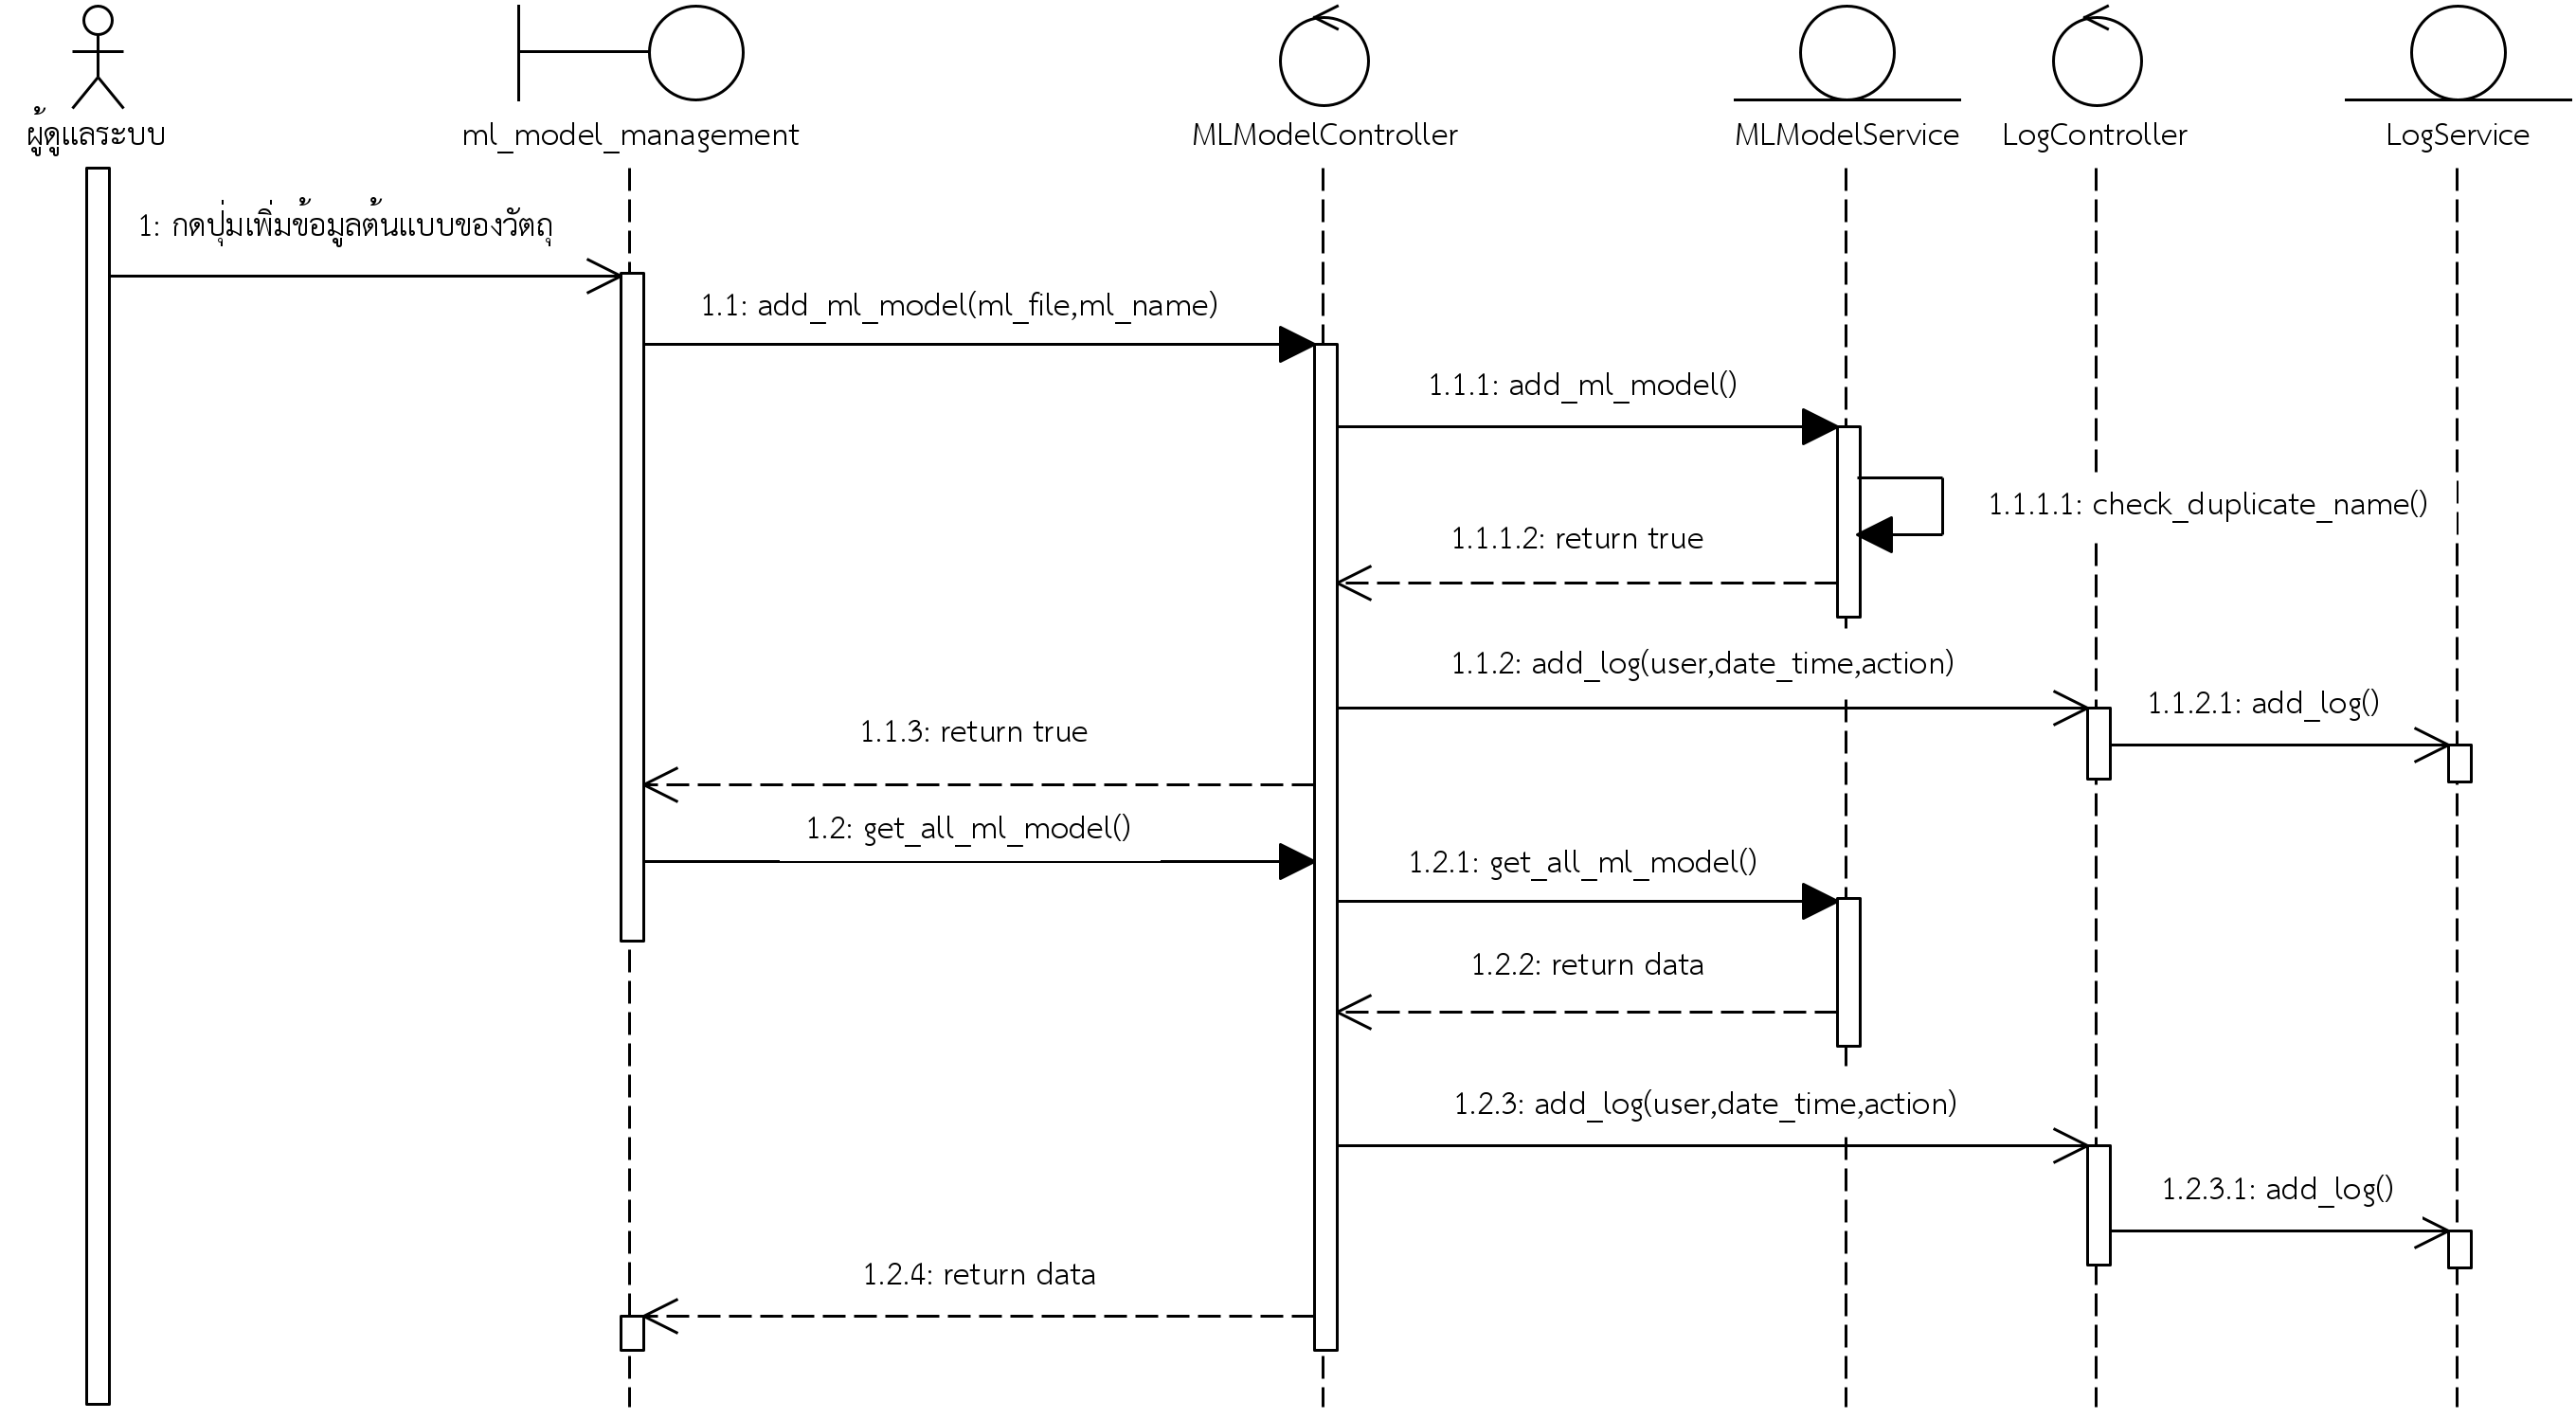 ผู้ดูแลระบบ
ml_model_management
MLModelController
MLModelService
LogController
LogService
1: กดปุ่มเพิ่มข้อมูลต้นแบบของวัตถุ
1.1: add_ml_model(ml_file,ml_name)
1.1.1: add_ml_model()
1.1.1.1: check_duplicate_name()
1.1.1.2: return true
1.1.2: add_log(user,date_time,action)
1.1.2.1: add_log()
1.1.3: return true
1.2: get_all_ml_model()
1.2.1: get_all_ml_model()
1.2.2: return data
1.2.3: add_log(user,date_time,action)
1.2.3.1: add_log()
1.2.4: return data